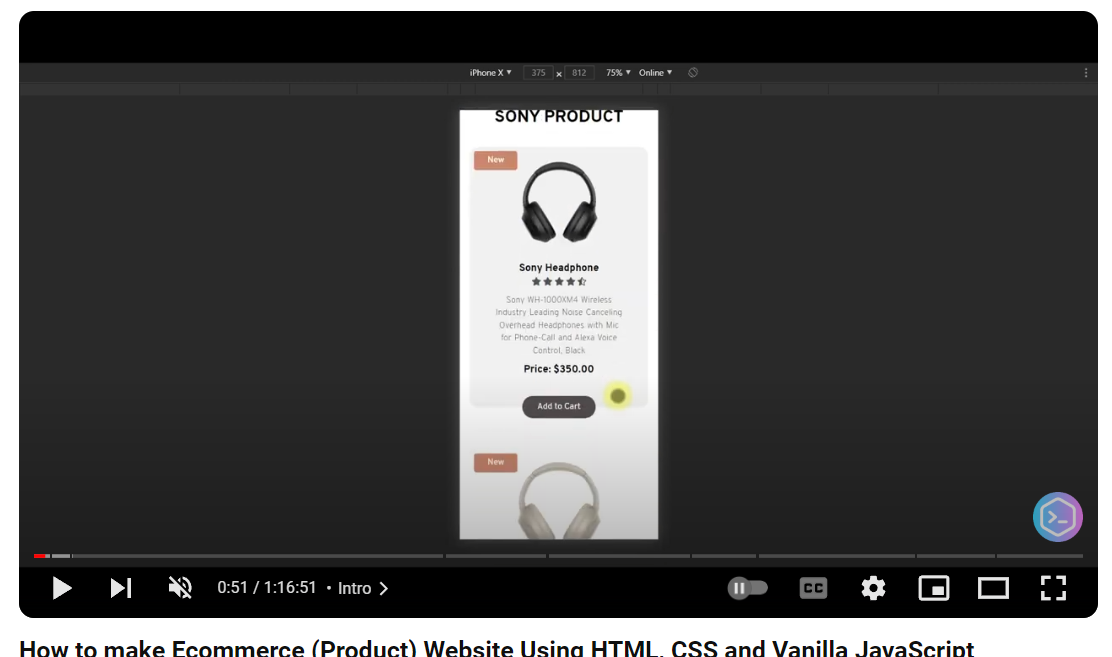 iPhone X ▼ 375 x 812 75% ▼ Online ▼
SONY PRODUCT
New
Sony Headphone
Sony WH-1000XM4 Wireless
Industry Leading Noise Canceling
Overhead Headphones with Mic
for Phone-Call and Alexa Voice
Control, Black
Price: $350.00
Add to Cart
New
0:51 / 1:16:51 • Intro
CC
How to make Ecommerce (Product) Website Using HTML, CSS and Vanilla JavaScript